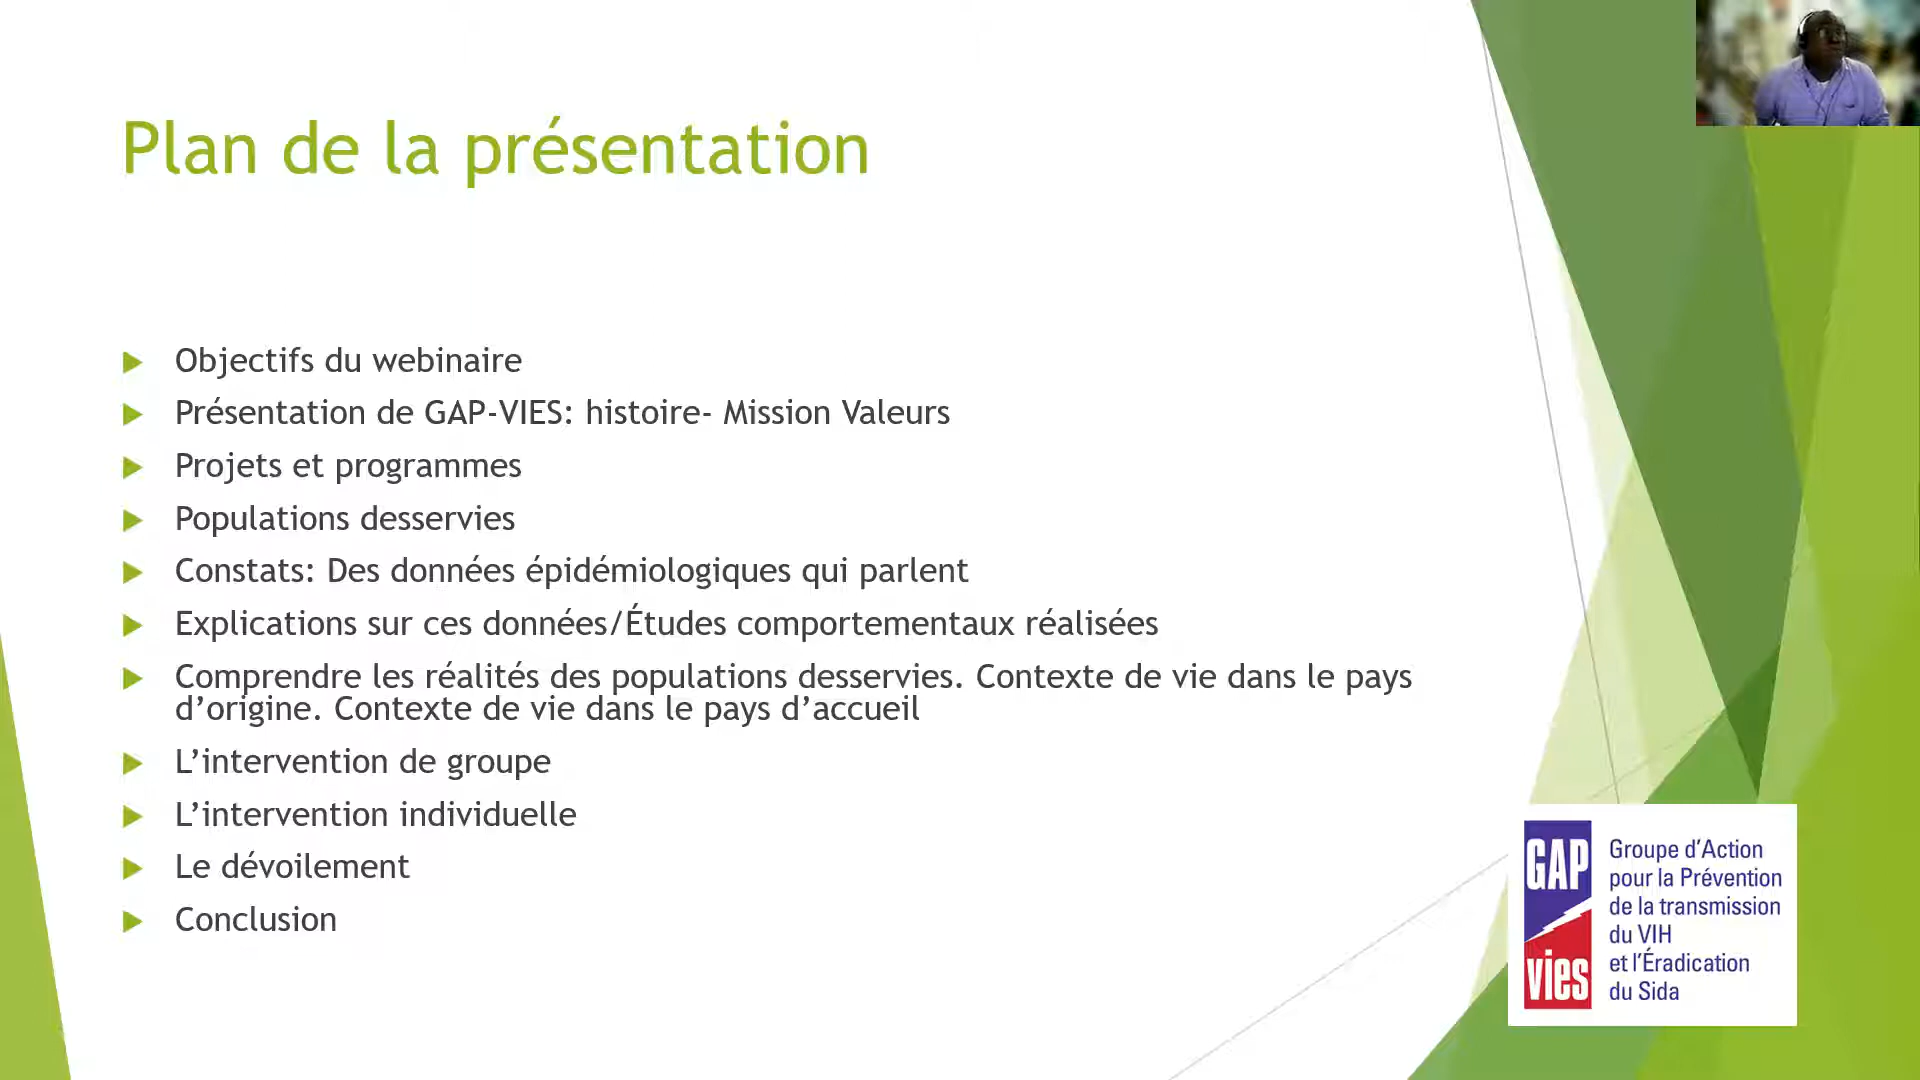 Plan de la présentation
Objectifs du webinaire
Présentation de GAP-VIES: histoire- Mission Valeurs
Projets et programmes
Populations desservies
Constats: Des données épidémiologiques qui parlent
Explications sur ces données/Études comportementaux réalisées
Comprendre les réalités des populations desservies. Contexte de vie dans le pays
d’origine. Contexte de vie dans le pays d’accueil
L’intervention de groupe
L’intervention individuelle
Le dévoilement
Conclusion
GAP
vies
Groupe d’Action
pour la Prévention
de la transmission
du VIH
et l’Éradication
du Sida